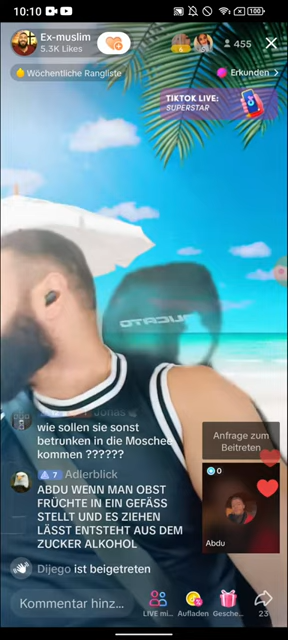 10:10
100
Ex-muslim
5.3K Likes
455
Wöchentliche Rangliste
Erkunden >
TIKTOK LIVE:
SUPERSTAR
Jonas
wie sollen sie sonst
betrunken in die Moschee
kommen ??????
7 Adlerblick
ABDU WENN MAN OBST
FRÜCHTE IN EIN GEFÄSS
STELLT UND ES ZIEHEN
LÄSST ENTSTEHT AUS DEM
ZUCKER ALKOHOL
Anfrage zum
Beitreten
0
Abdu
Dijego ist beigetreten
Kommentar hinz...
LIVE mi...
Aufladen
Gesche...
23